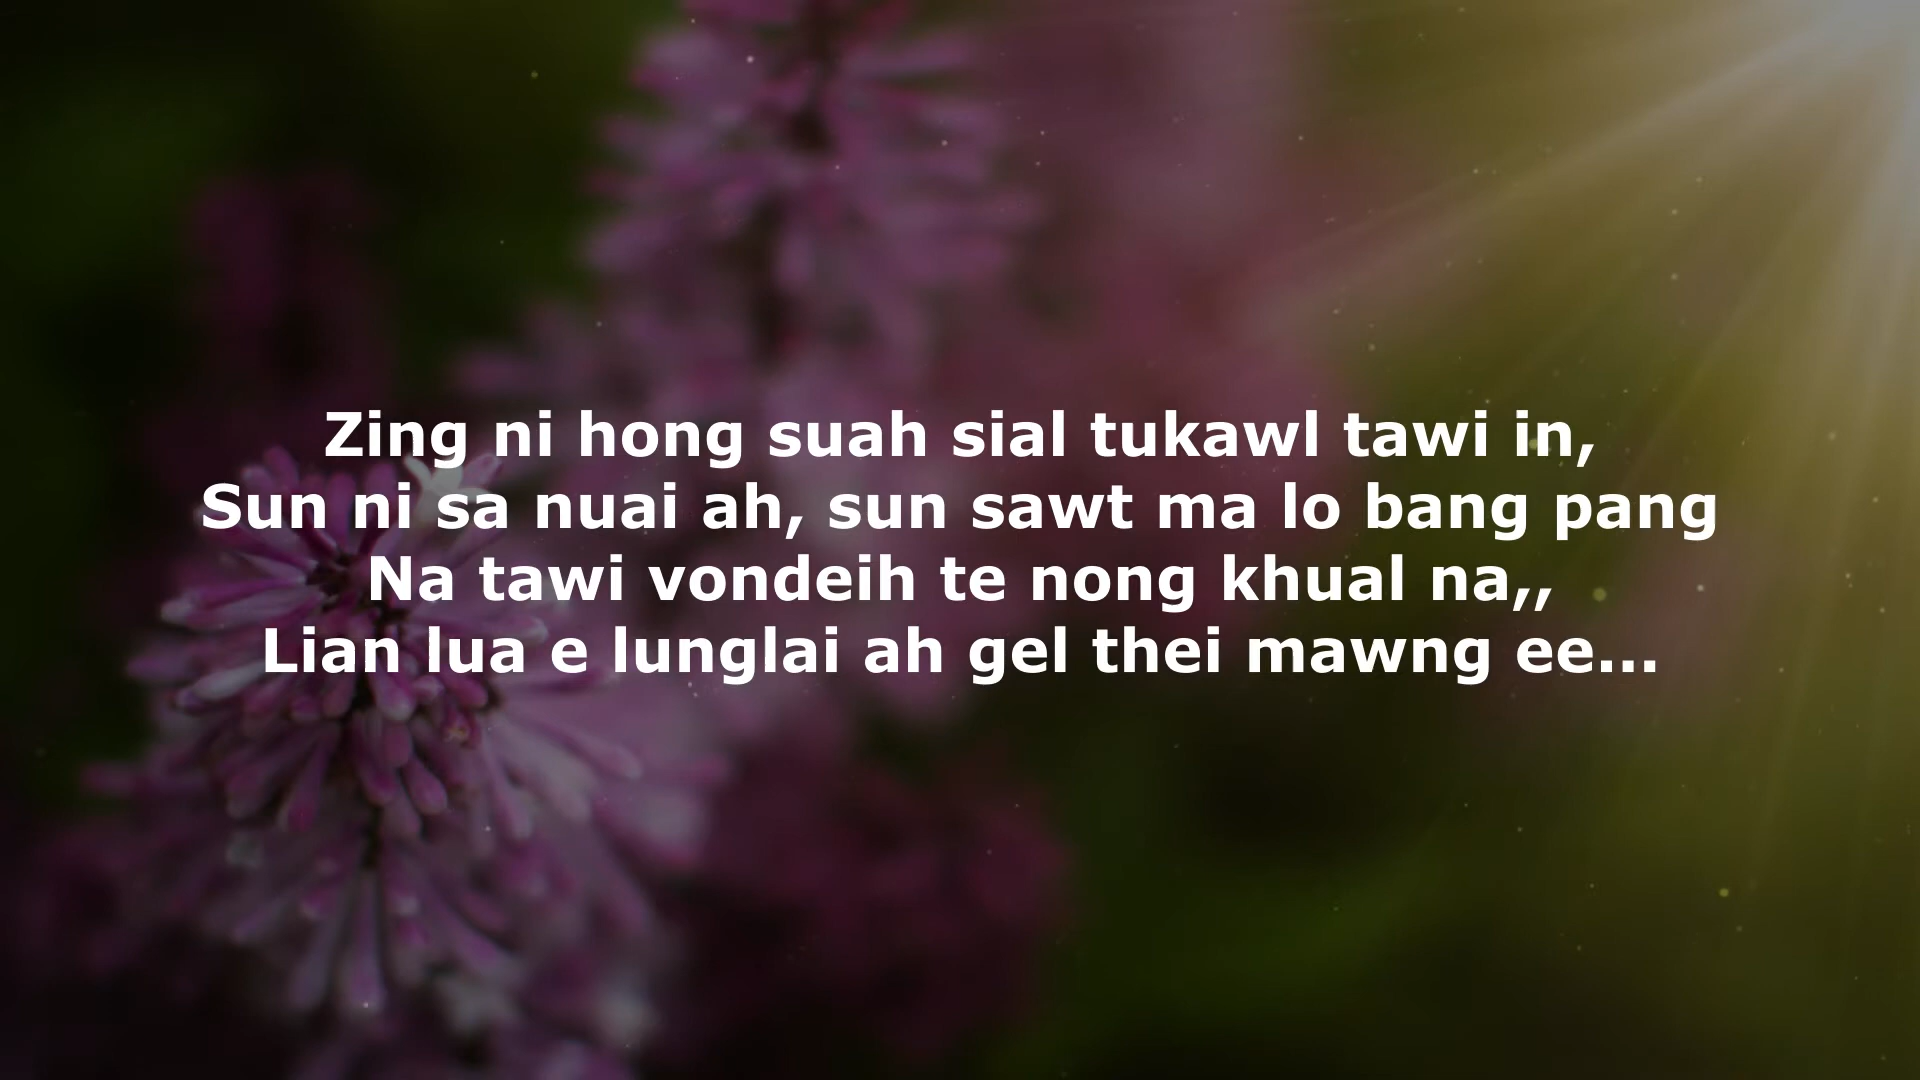 Zing ni hong suah sial tukawl tawi in,
Sun ni sa nuai ah, sun sawt ma lo bang pang
Na tawi vondeih te nong khual na,,
Lian lua e lunglai ah gel thei mawng ee...